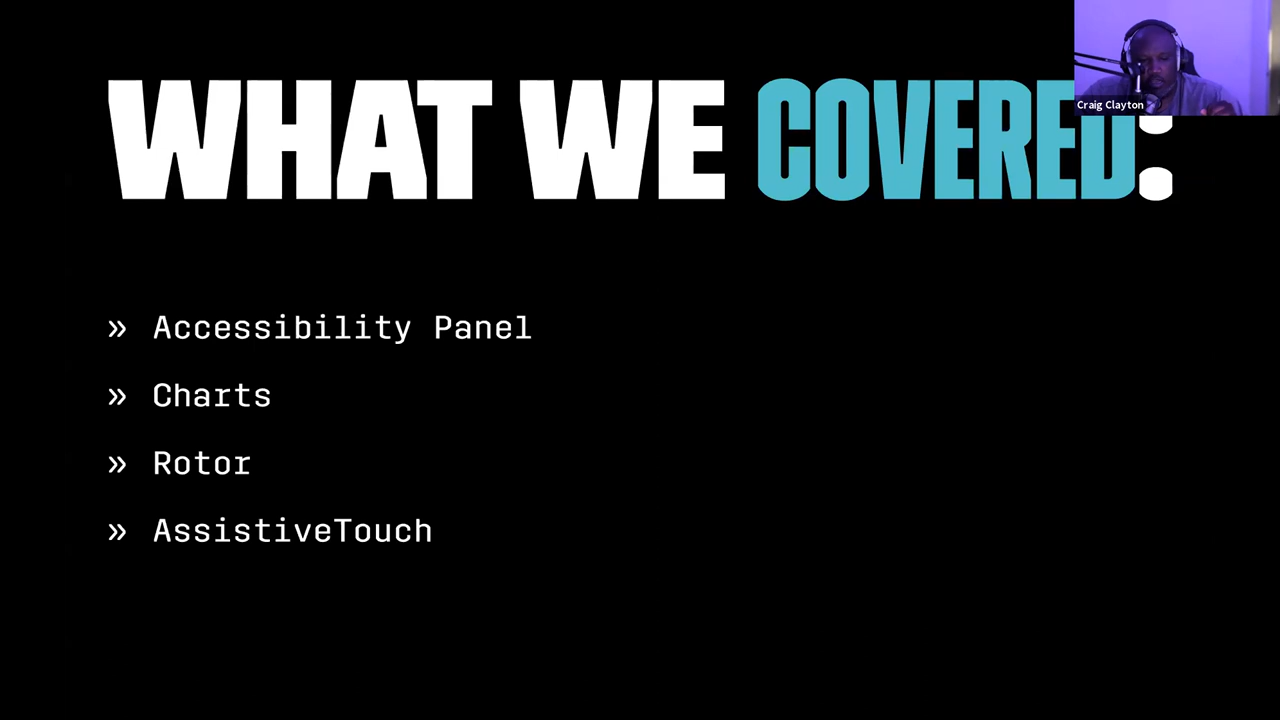 WHAT WE COVERED:
Craig Clayton
» Accessibility Panel
» Charts
» Rotor
» AssistiveTouch